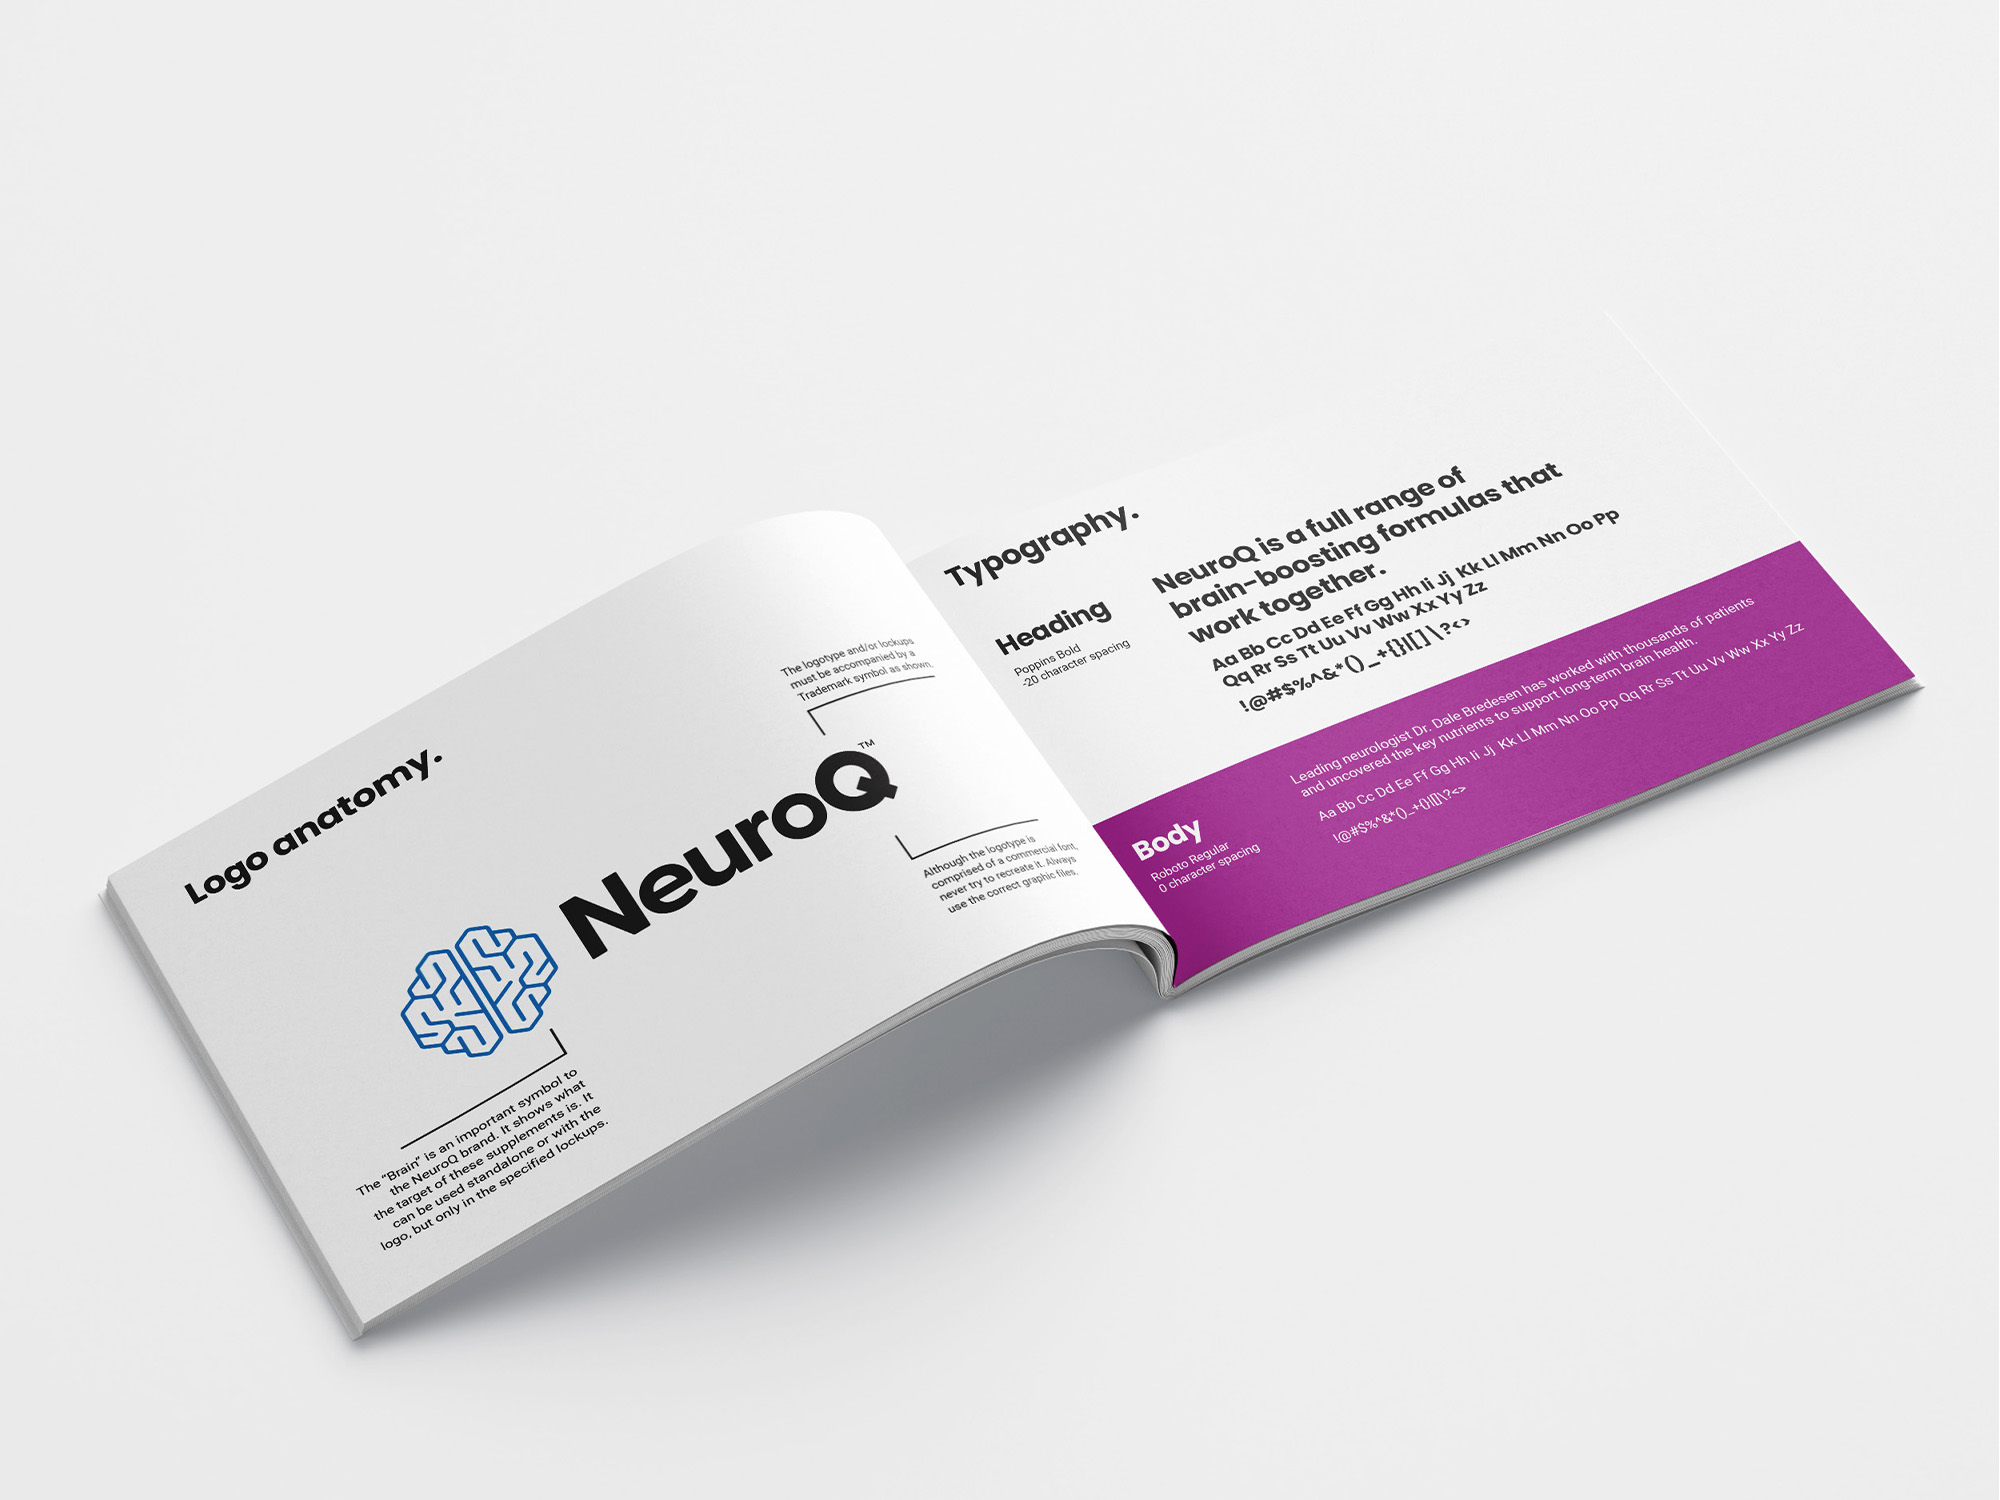 Logo anatomy.
The logotype and/or lockups
must be accompanied by a
Trademark symbol as shown.
NeuroQ™
Although the logotype is
comprised of a commercial font,
never try to recreate it. Always
use the correct graphic files.
The “Brain” is an important symbol to
the NeuroQ brand. It shows what
the target of these supplements is. It
can be used standalone or with the
logo, but only in the specified lockups.
Typography.
Heading
Poppins Bold
-20 character spacing
NeuroQ is a full range of
brain-boosting formulas that
work together.
Aa Bb Cc Dd Ee Ff Gg Hh Ii Jj Kk Ll Mm Nn Oo Pp
Qq Rr Ss Tt Uu Vv Ww Xx Yy Zz
!@#$%^&*()_+{}|[]\?<>
Body
Roboto Regular
0 character spacing
Leading neurologist Dr. Dale Bredesen has worked with thousands of patients
and uncovered the key nutrients to support long-term brain health.
Aa Bb Cc Dd Ee Ff Gg Hh Ii Jj Kk Ll Mm Nn Oo Pp Qq Rr Ss Tt Uu Vv Ww Xx Yy Zz
!@#$%^&*()_+{}|[]\?<>